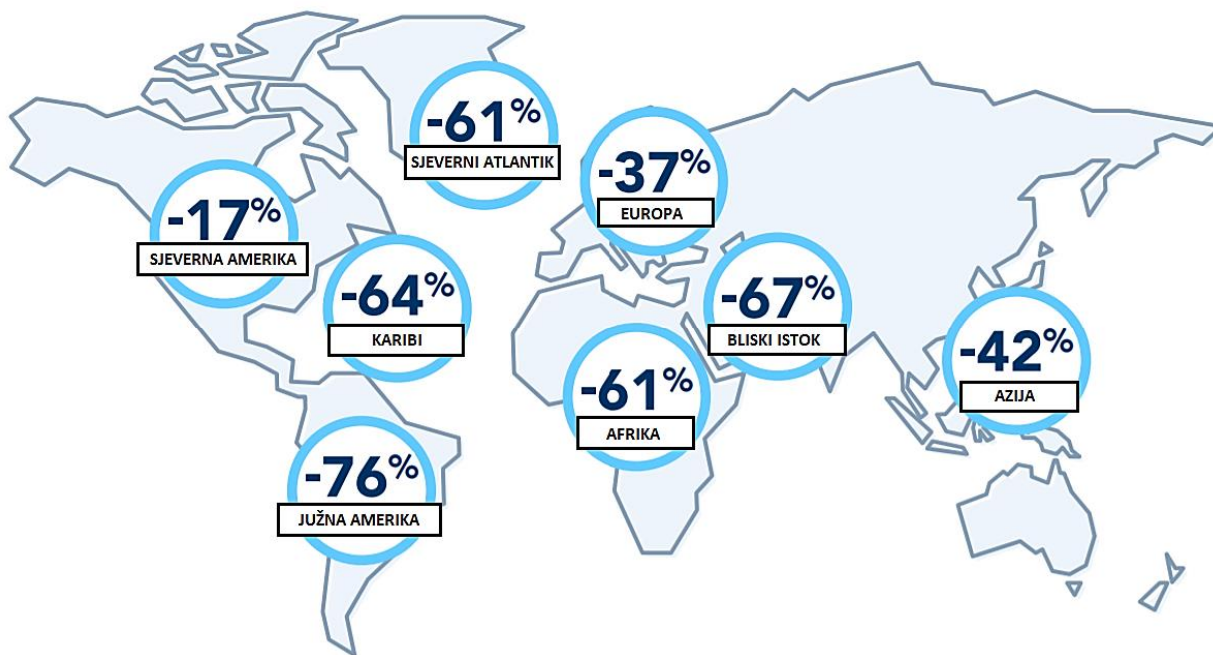 -61%
SJEVERNI ATLANTIK
-37%
EUROPA
-17%
SJEVERNA AMERIKA
-64%
KARIBI
-67%
BLISKI ISTOK
-42%
AZIJA
-61%
AFRIKA
-76%
JUŽNA AMERIKA